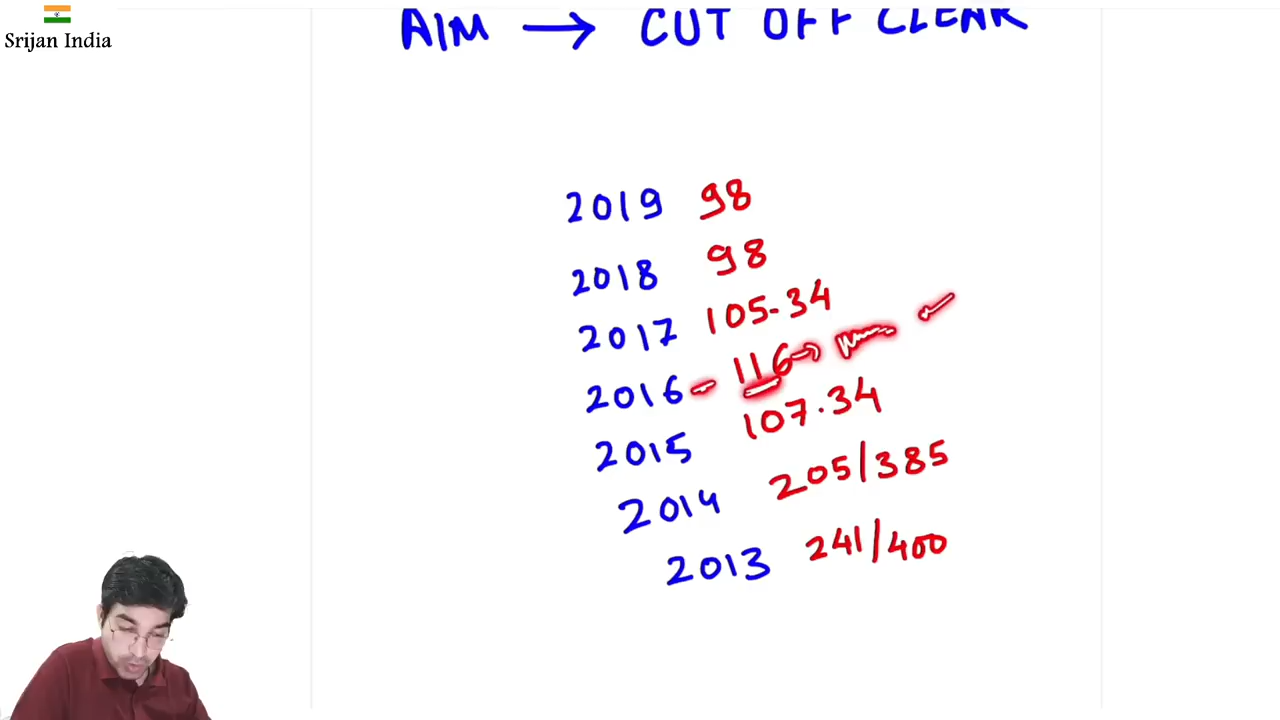 Srijan India
AIM → CUT OFF CLEAR
2019 98
2018 98
2017 105-34
2016 - 116 →
2015 107.34
2014 205/385
2013 241/400